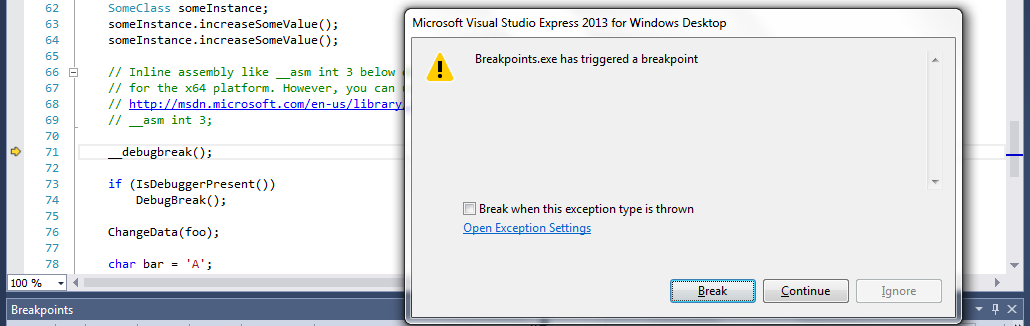 62 SomeClass someInstance;
63 someInstance.increaseSomeValue();
64 someInstance.increaseSomeValue();
65
66 // Inline assembly like __asm int 3 below
67 // for the x64 platform. However, you can
68 // http://msdn.microsoft.com/en-us/library/
69 // __asm int 3;
70
71 __debugbreak();
72
73 if (IsDebuggerPresent())
74 DebugBreak();
75
76 ChangeData(foo);
77
78 char bar = 'A';
100 %
Breakpoints
Microsoft Visual Studio Express 2013 for Windows Desktop
Breakpoints.exe has triggered a breakpoint
Break when this exception type is thrown
Open Exception Settings
Break Continue Ignore